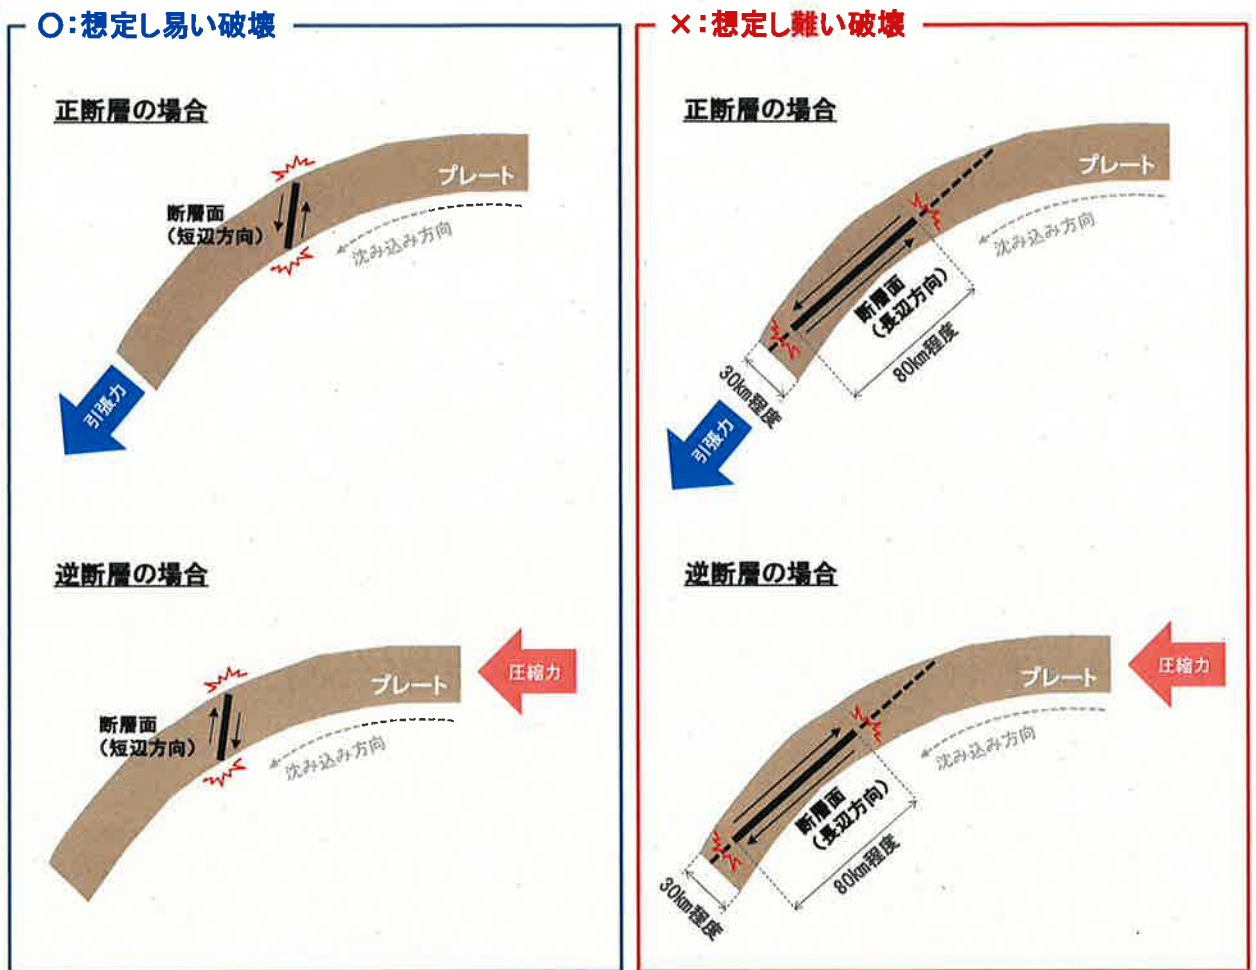 ○：想定し易い破壊
正断層の場合
プレート
断層面
（短辺方向）
沈み込み方向
引張力
逆断層の場合
圧縮力
プレート
断層面
（短辺方向）
沈み込み方向
×：想定し難い破壊
正断層の場合
プレート
沈み込み方向
断層面
（長辺方向）
80km程度
30km程度
引張力
逆断層の場合
圧縮力
プレート
沈み込み方向
断層面
（長辺方向）
80km程度
30km程度